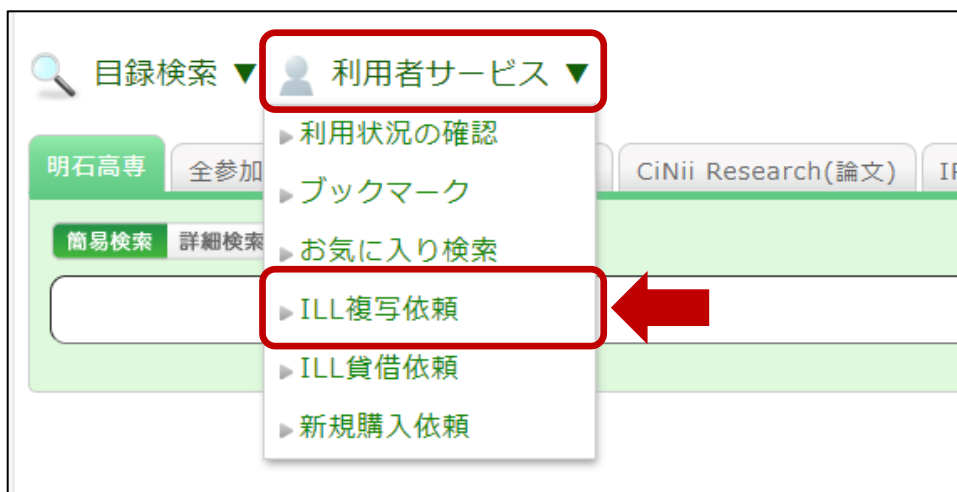 目録検索 ▼ 利用者サービス ▼
▶利用状況の確認
明石高専 全参加 CiNii Research(論文)
▶ブックマーク
簡易検索 詳細検索
▶お気に入り検索
▶ILL複写依頼
▶ILL貸借依頼
▶新規購入依頼